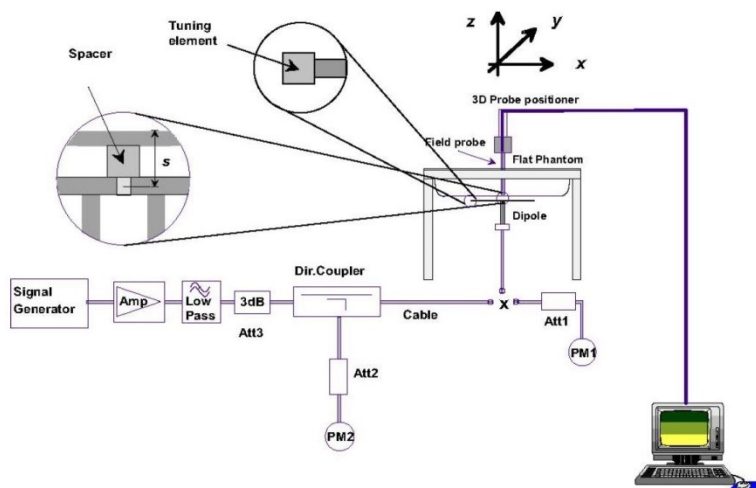 Tuning
element
Spacer
s
z
y
x
3D Probe positioner
Field probe
Flat Phantom
Dipole
Dir.Coupler
Signal
Generator
Amp
Low
Pass
3dB
Att3
Cable
x
Att1
PM1
Att2
PM2